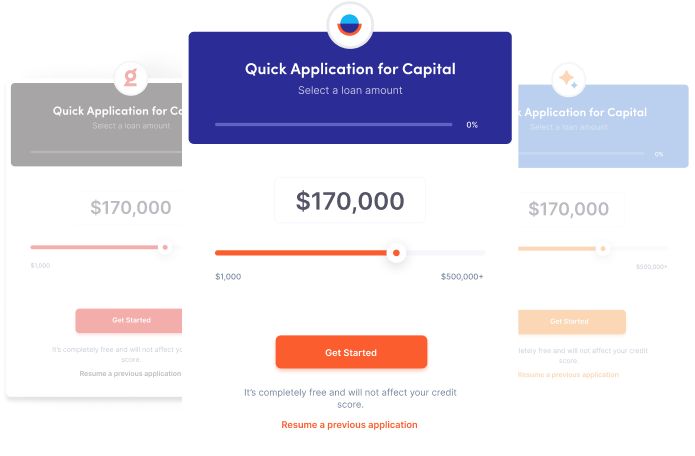 Quick Application for Capital
Select a loan amount
0%
$170,000
$1,000
$500,000+
Get Started
It's completely free and will not affect your credit
score.
Resume a previous application
g
Quick Application for Ca
Select a loan amount
$170,000
$1,000
Get Started
It's completely free and will not affect yo
score.
Resume a previous application
k Application for Capital
Select a loan amount
0%
$170,000
$500,000+
Get Started
etely free and will not affect your credit
score.
Resume a previous application